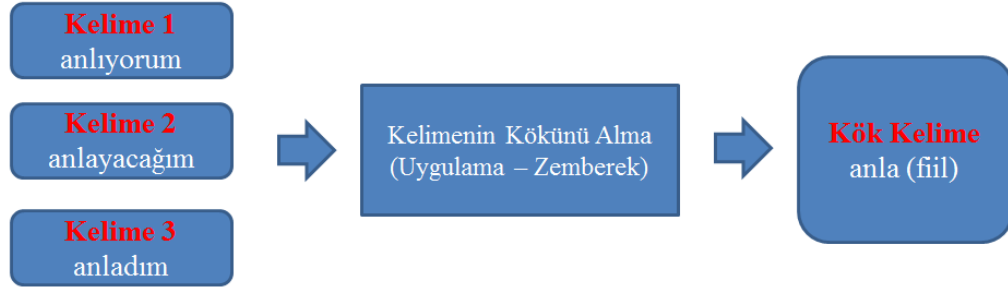 Kelime 1
anlıyorum
Kelime 2
anlayacağım
Kelime 3
anladım
Kelimenin Kökünü Alma
(Uygulama – Zemberek)
Kök Kelime
anla (fiil)